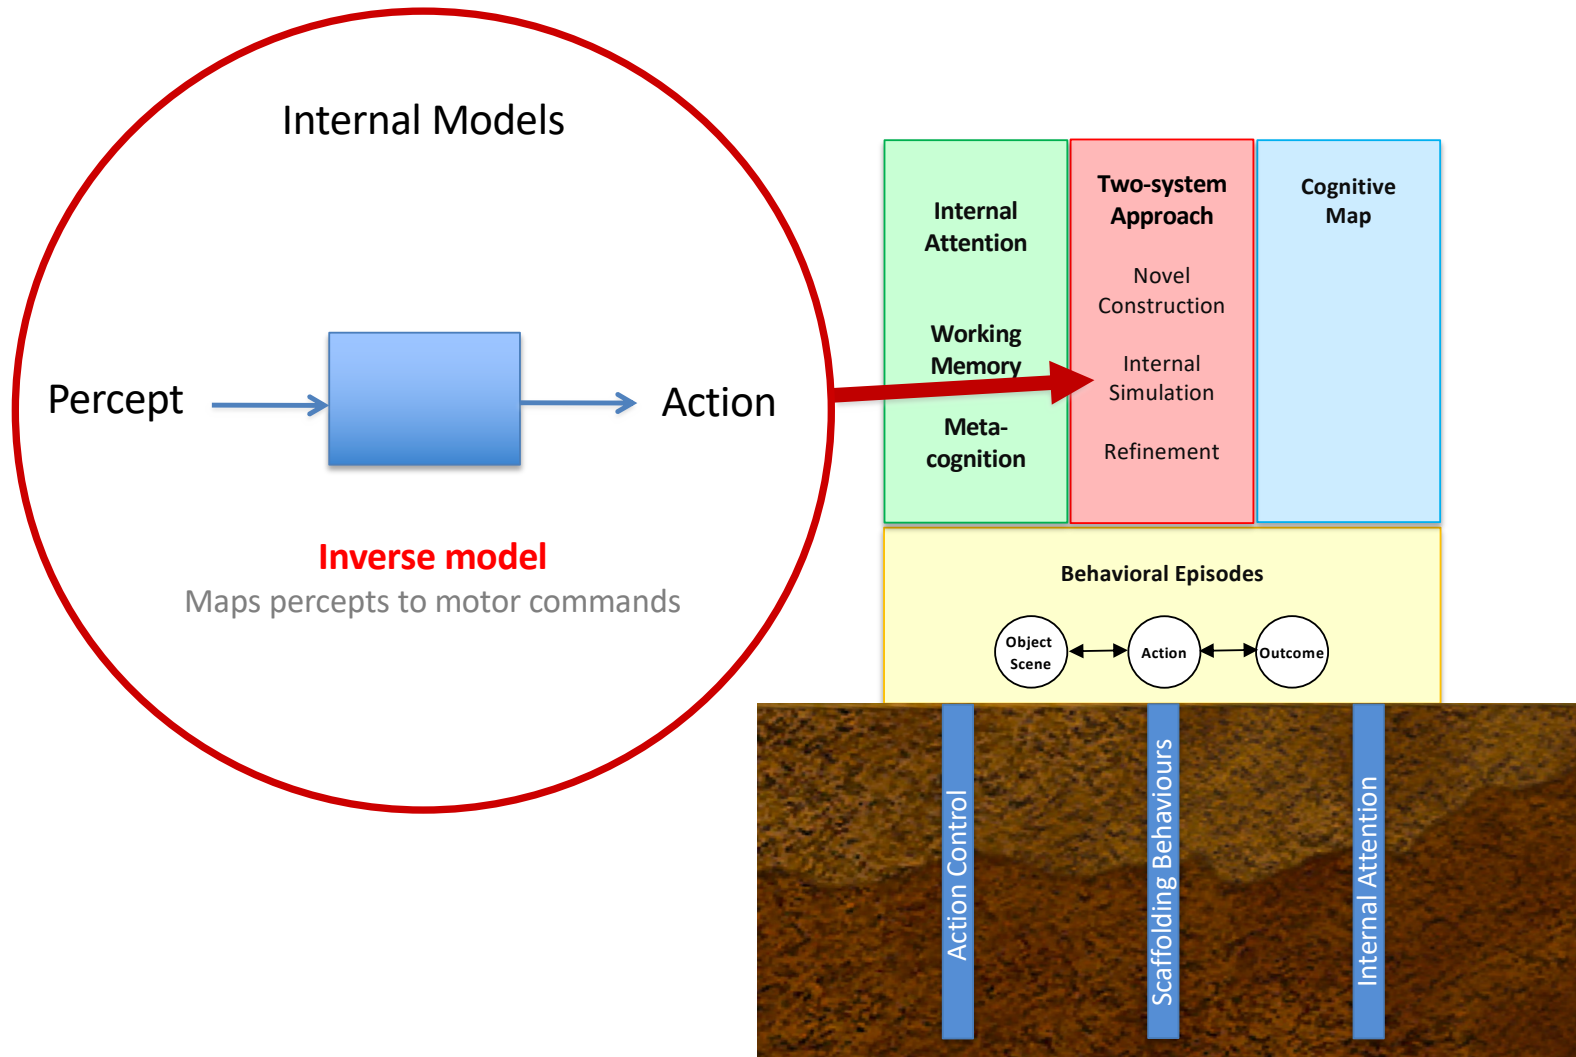 Internal Models
Percept
Action
Inverse model
Maps percepts to motor commands
Internal
Attention
Working
Memory
Meta-
cognition
Two-system
Approach
Novel
Construction
Internal
Simulation
Refinement
Cognitive
Map
Behavioral Episodes
Object
Scene
Action
Outcome
Action Control
Scaffolding Behaviours
Internal Attention